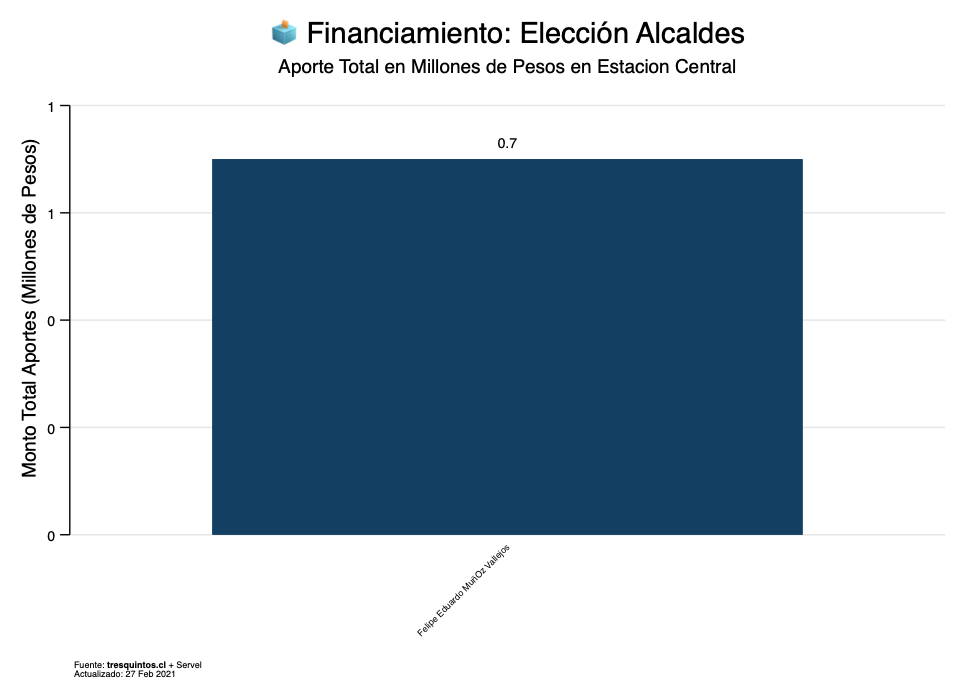 🗳️ Financiamiento: Elección Alcaldes
Aporte Total en Millones de Pesos en Estacion Central
Monto Total Aportes (Millones de Pesos)
1
1
0
0
0
0.7
Felipe Eduardo MuñOz Vallejos
Fuente: tresquintos.cl + Servel
Actualizado: 27 Feb 2021